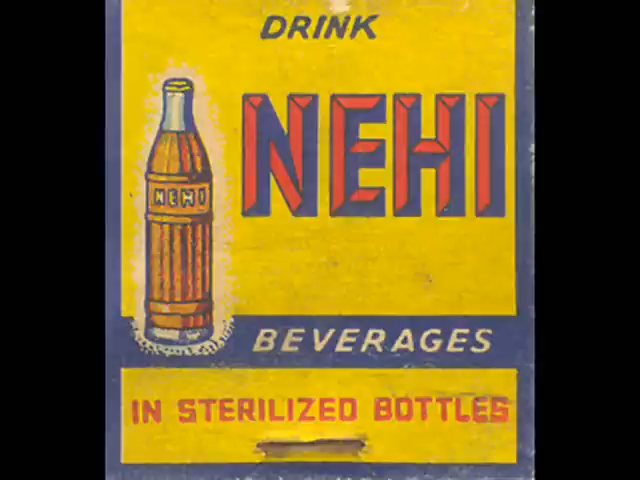 DRINK
NEHI
NEHI
BEVERAGES
IN STERILIZED BOTTLES